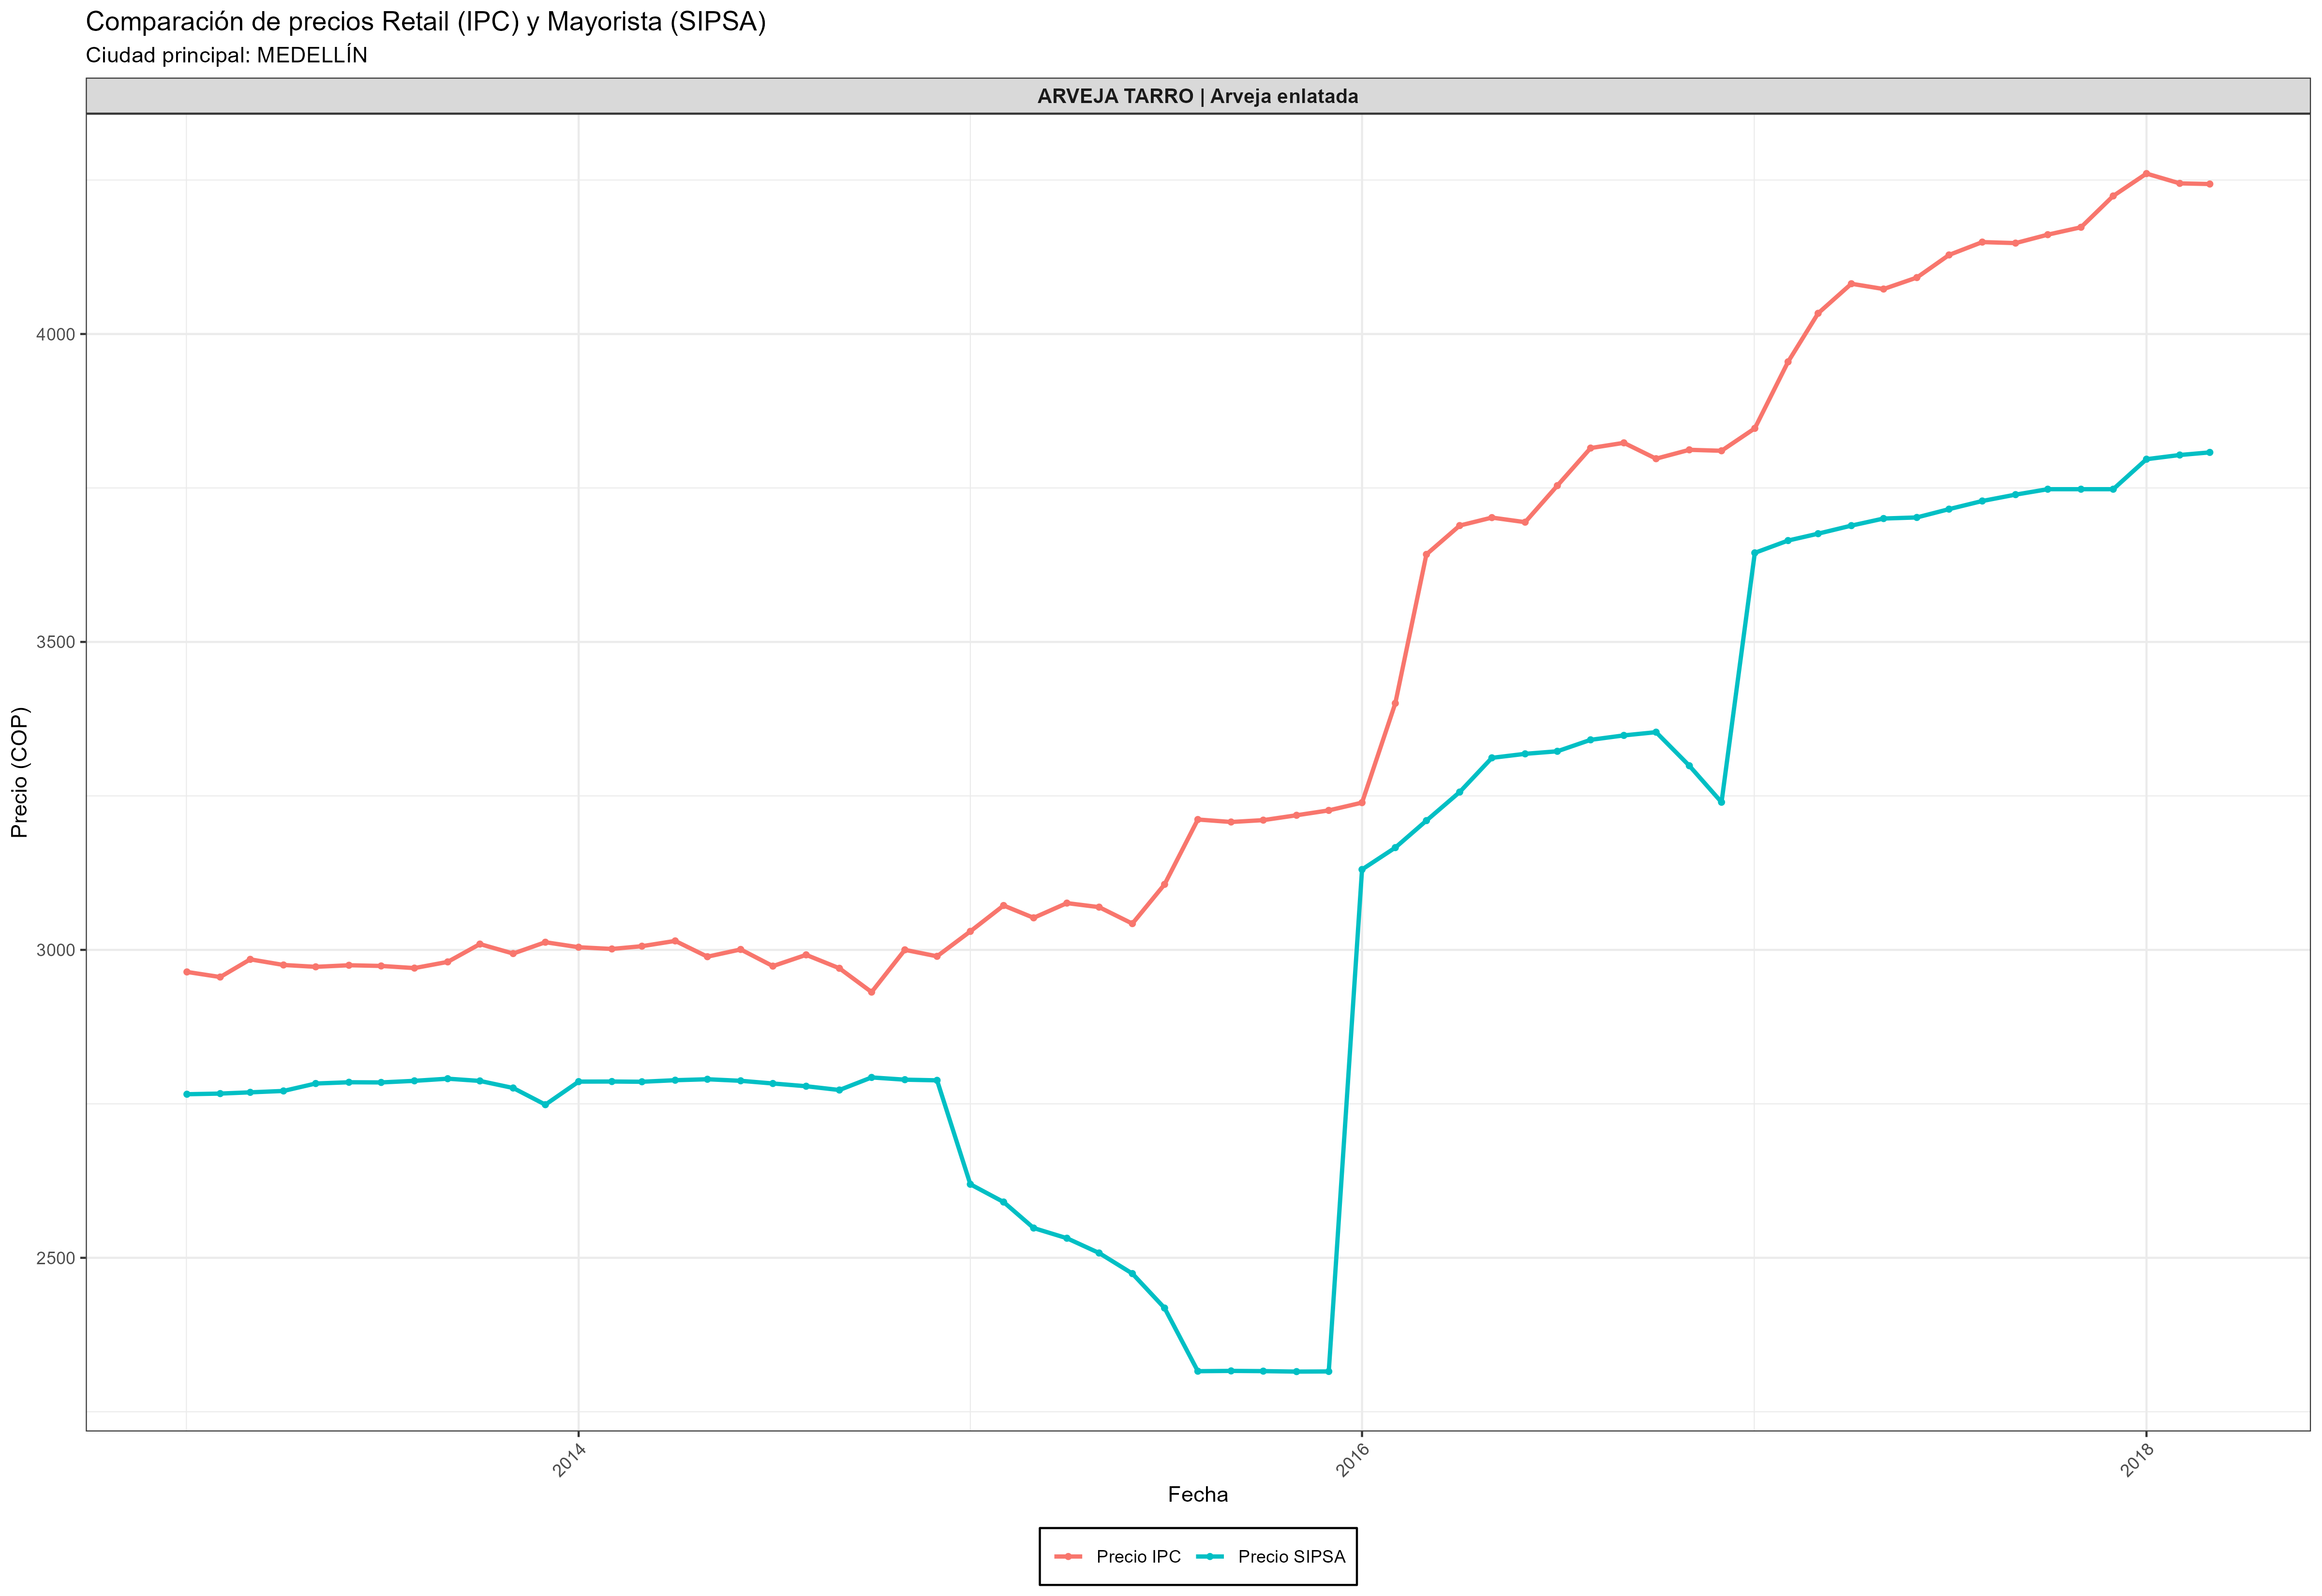 Comparación de precios Retail (IPC) y Mayorista (SIPSA)
Ciudad principal: MEDELLÍN
ARVEJA TARRO | Arveja enlatada
Precio (COP)
4000
3500
3000
2500
2014
2016
2018
Fecha
Precio IPC
Precio SIPSA